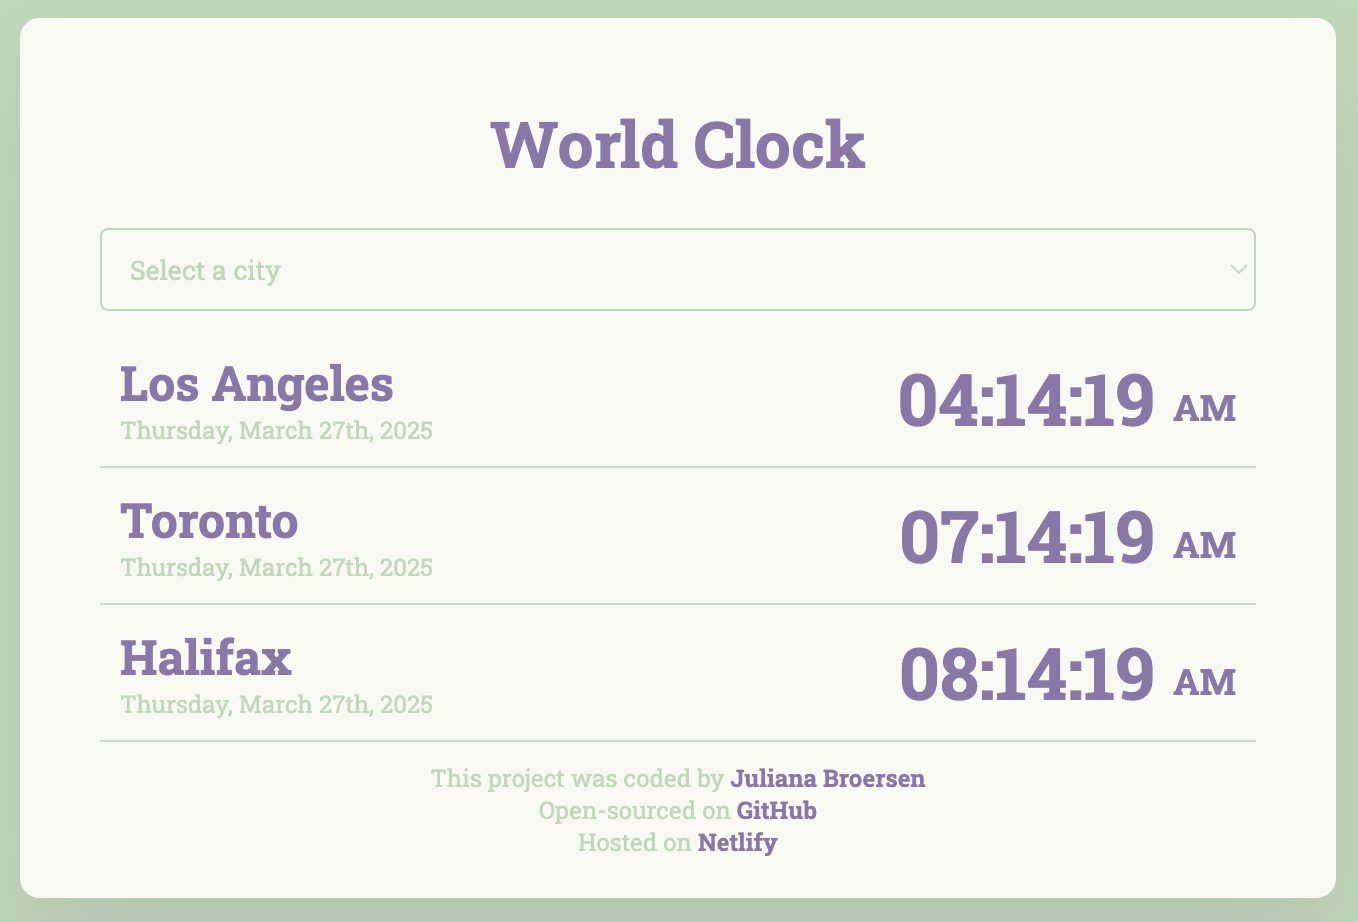 World Clock
Select a city
Los Angeles
04:14:19 AM
Thursday, March 27th, 2025
Toronto
07:14:19 AM
Thursday, March 27th, 2025
Halifax
08:14:19 AM
Thursday, March 27th, 2025
This project was coded by Juliana Broersen
Open-sourced on GitHub
Hosted on Netlify